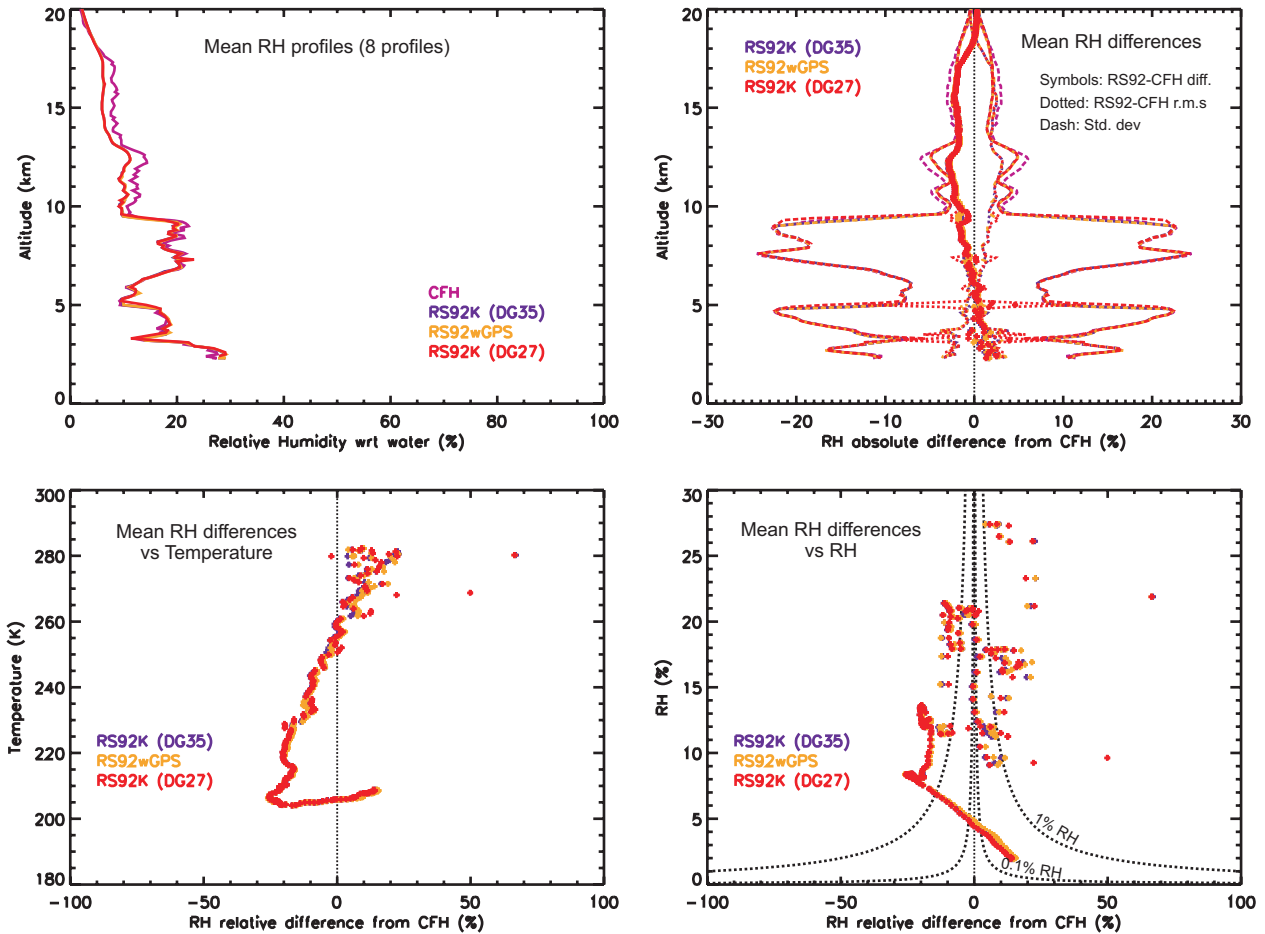 20
15
10
5
0
Altitude (km)
Mean RH profiles (8 profiles)
CFH
RS92K (DG35)
RS92wGPS
RS92K (DG27)
0 20 40 60 80 100
Relative Humidity wrt water (%)
20
15
10
5
0
Altitude (km)
RS92K (DG35)
RS92wGPS
RS92K (DG27)
Mean RH differences
Symbols: RS92-CFH diff.
Dotted: RS92-CFH r.m.s
Dash: Std. dev
-30 -20 -10 0 10 20 30
RH absolute difference from CFH (%)
300
280
260
240
220
200
180
Temperature (K)
Mean RH differences
vs Temperature
RS92K (DG35)
RS92wGPS
RS92K (DG27)
-100 -50 0 50 100
RH relative difference from CFH (%)
30
25
20
15
10
5
0
RH (%)
Mean RH differences
vs RH
RS92K (DG35)
RS92wGPS
RS92K (DG27)
1% RH
0.1% RH
-100 -50 0 50 100
RH relative difference from CFH (%)